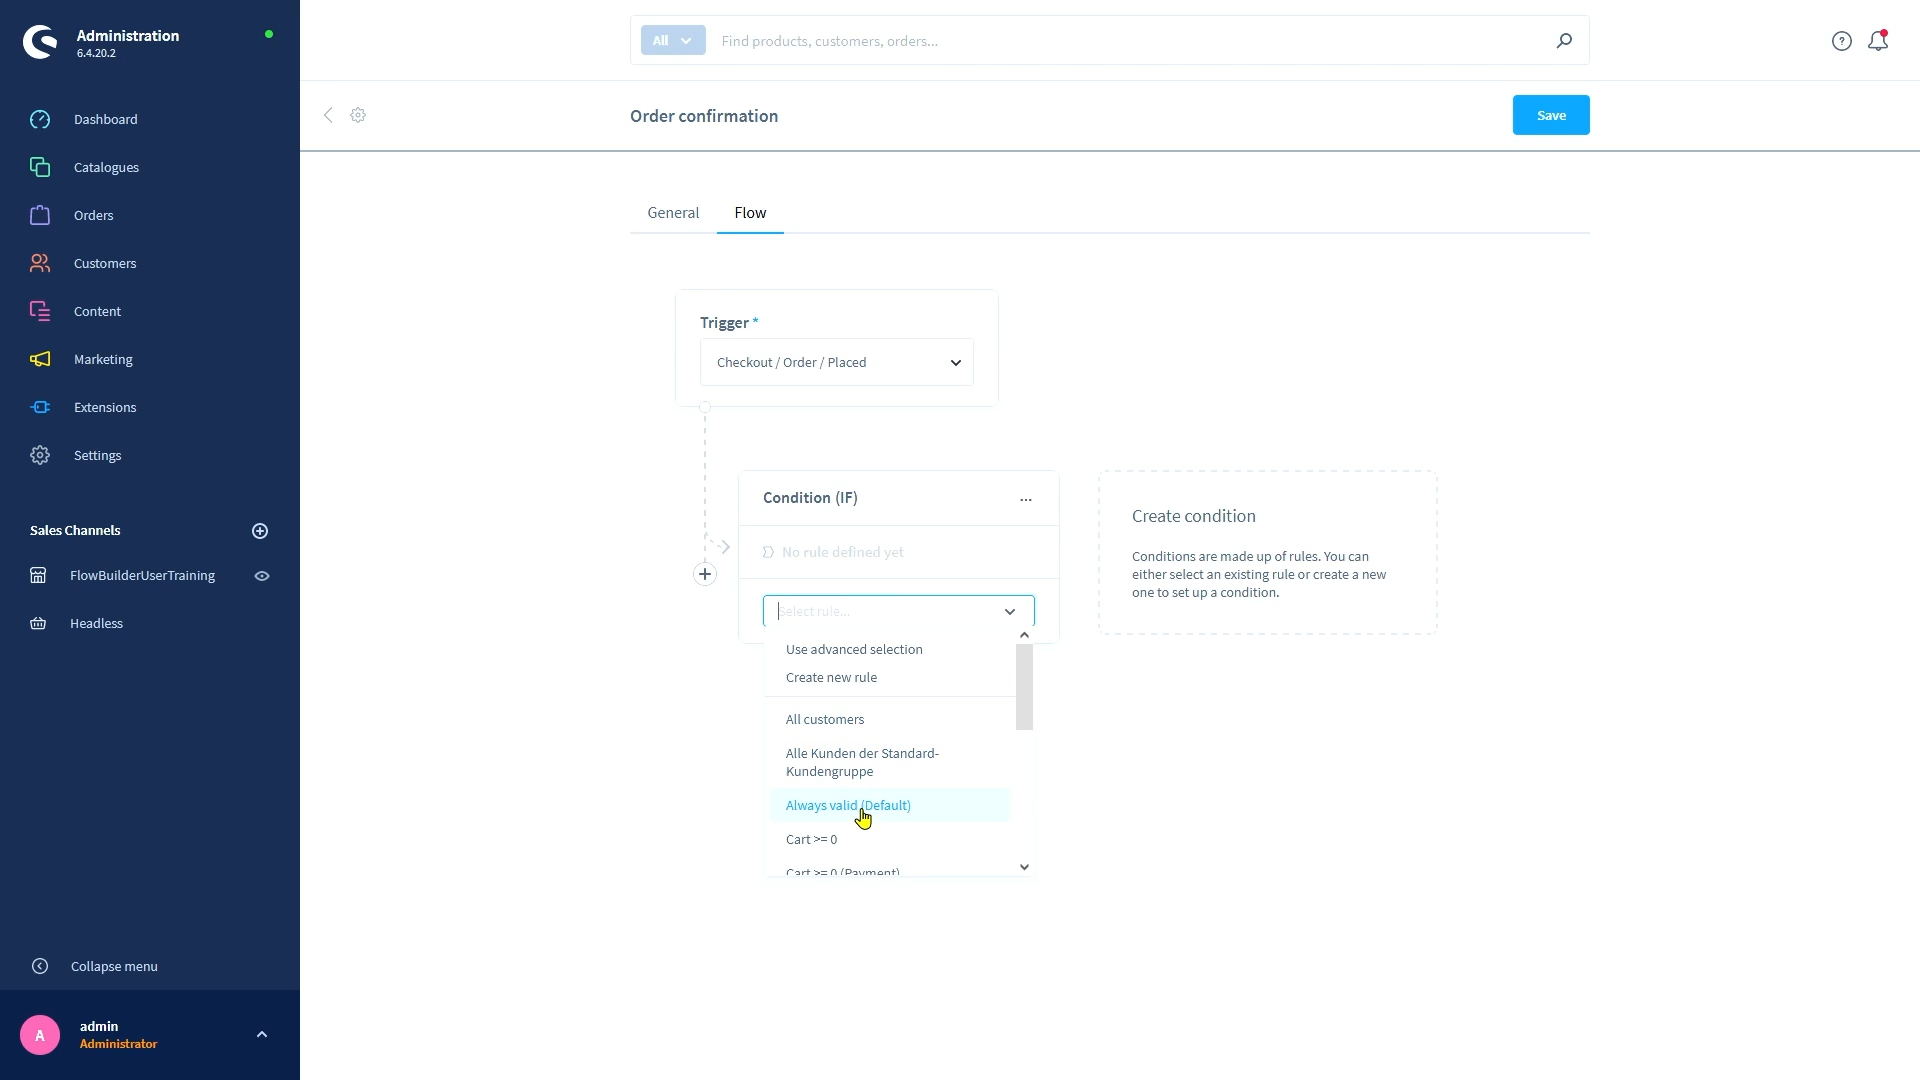 Administration
6.4.20.2
Dashboard
Catalogues
Orders
Customers
Content
Marketing
Extensions
Settings
Sales Channels
FlowBuilderUserTraining
Headless
Collapse menu
A
admin
Administrator
All
Find products, customers, orders...
Order confirmation
Save
General
Flow
Trigger *
Checkout / Order / Placed
Condition (IF)
...
No rule defined yet
Select rule...
Use advanced selection
Create new rule
All customers
Alle Kunden der Standard-
Kundengruppe
Always valid (Default)
Cart >= 0
Cart >= 0 (Payment)
Create condition
Conditions are made up of rules. You can
either select an existing rule or create a new
one to set up a condition.